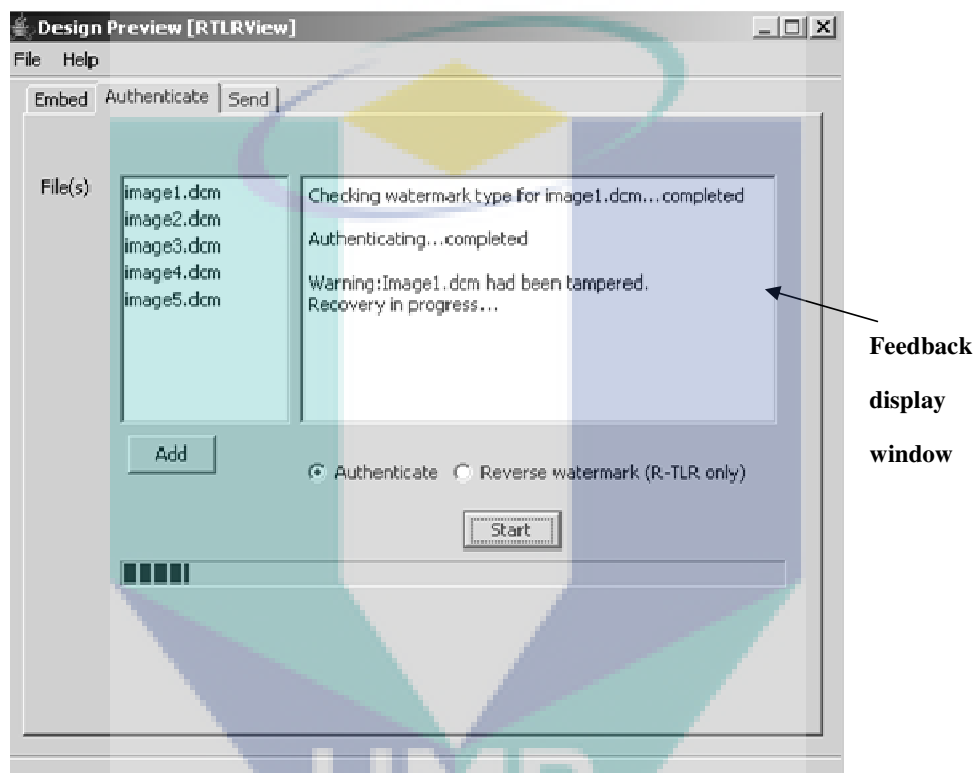 Design Preview [RTLRView]
File Help
Embed Authenticate Send
File(s)
image1.dcm
image2.dcm
image3.dcm
image4.dcm
image5.dcm
Checking watermark type for image1.dcm...completed
Authenticating...completed
Warning:Image1.dcm had been tampered.
Recovery in progress...
Feedback
display
window
Add
Authenticate Reverse watermark (R-TLR only)
Start
UMP